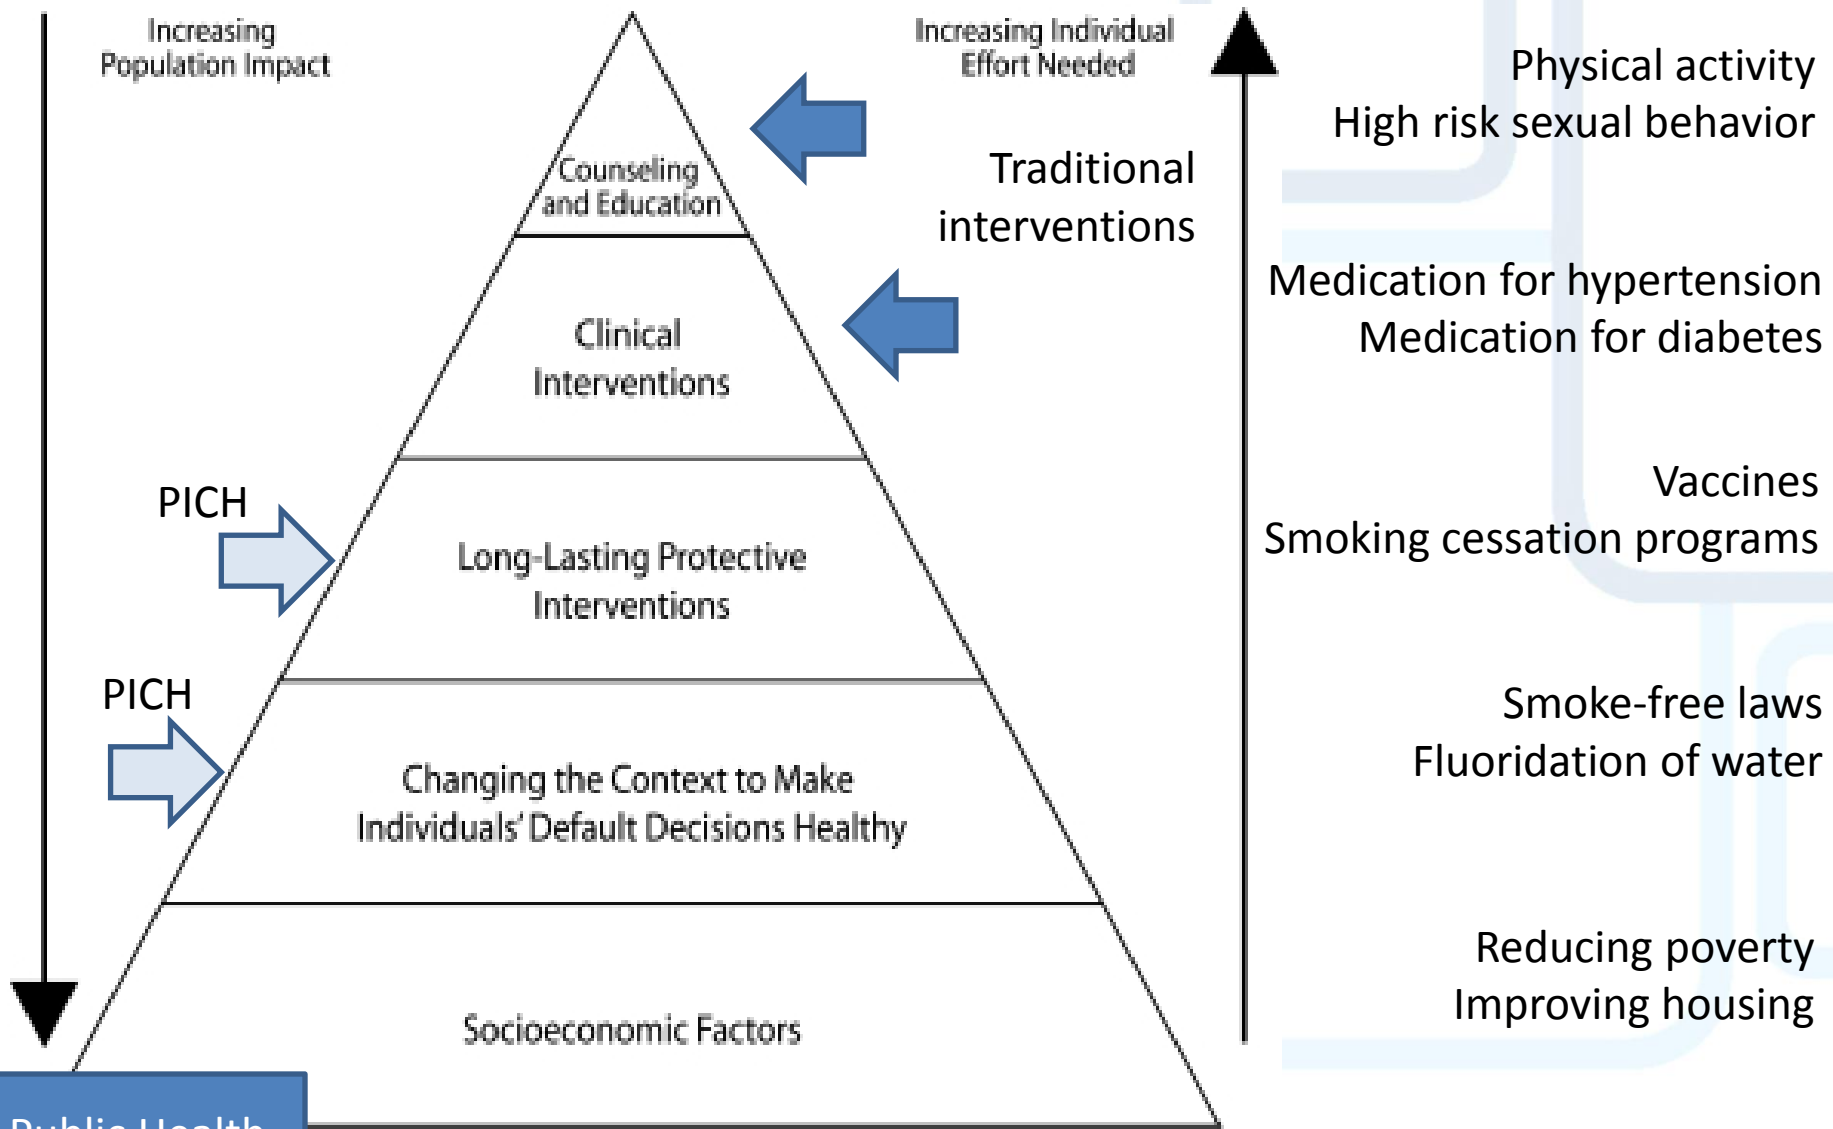 Increasing
Population Impact
Increasing Individual
Effort Needed
Physical activity
High risk sexual behavior
Counseling
and Education
Traditional
interventions
Clinical
Interventions
Medication for hypertension
Medication for diabetes
PICH
Long-Lasting Protective
Interventions
Vaccines
Smoking cessation programs
PICH
Changing the Context to Make
Individuals' Default Decisions Healthy
Smoke-free laws
Fluoridation of water
Socioeconomic Factors
Reducing poverty
Improving housing
Public Health